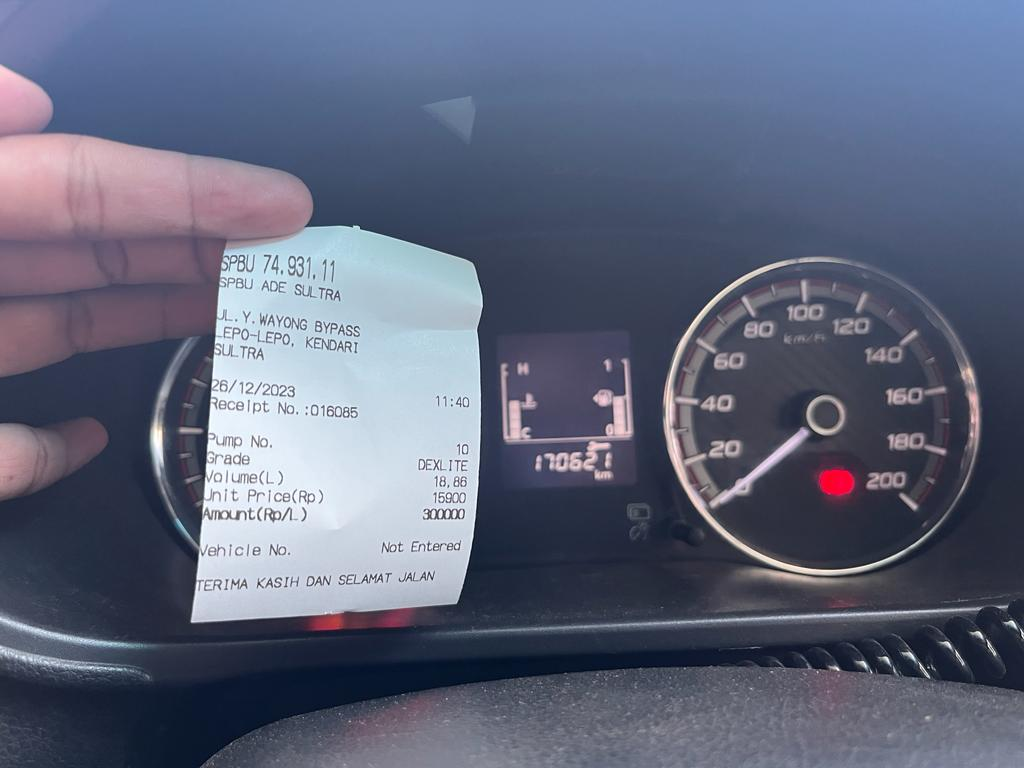 SPBU 74.931.11
SPBU ADE SULTRA
JL. Y. WAYONG BYPASS
LEPO-LEPO, KENDARI
SULTRA
26/12/2023 11:40
Receipt No.:016085
Pump No. 10
Grade DEXLITE
Volume(L) 18,86
Unit Price(Rp) 15900
Amount(Rp/L) 300000
Vehicle No. Not Entered
TERIMA KASIH DAN SELAMAT JALAN
H 1
C 0
170621
km
0 20 40 60 80 100 120 140 160 180 200
km/h